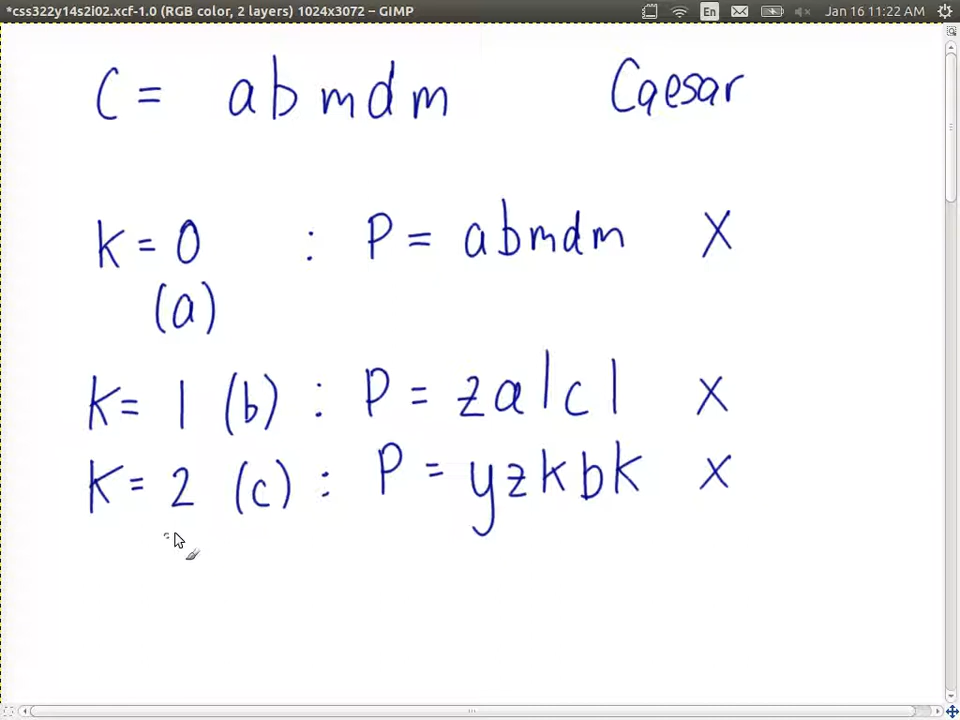 *css322y14s2i02.xcf-1.0 (RGB color, 2 layers) 1024x3072 – GIMP En Jan 16 11:22 AM
C = abmdm Caesar
K = 0 : P = abmdm X
(a)
K = 1 (b) : P = zalcl X
K = 2 (c) : P = yzkbk X